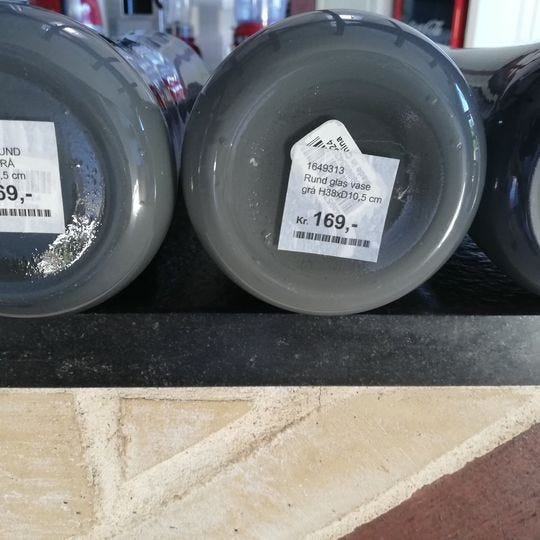 UND
RÅ
,5 cm
69,-
1649313
Rund glas vase
grå H38xD10,5 cm
Kr. 169,-